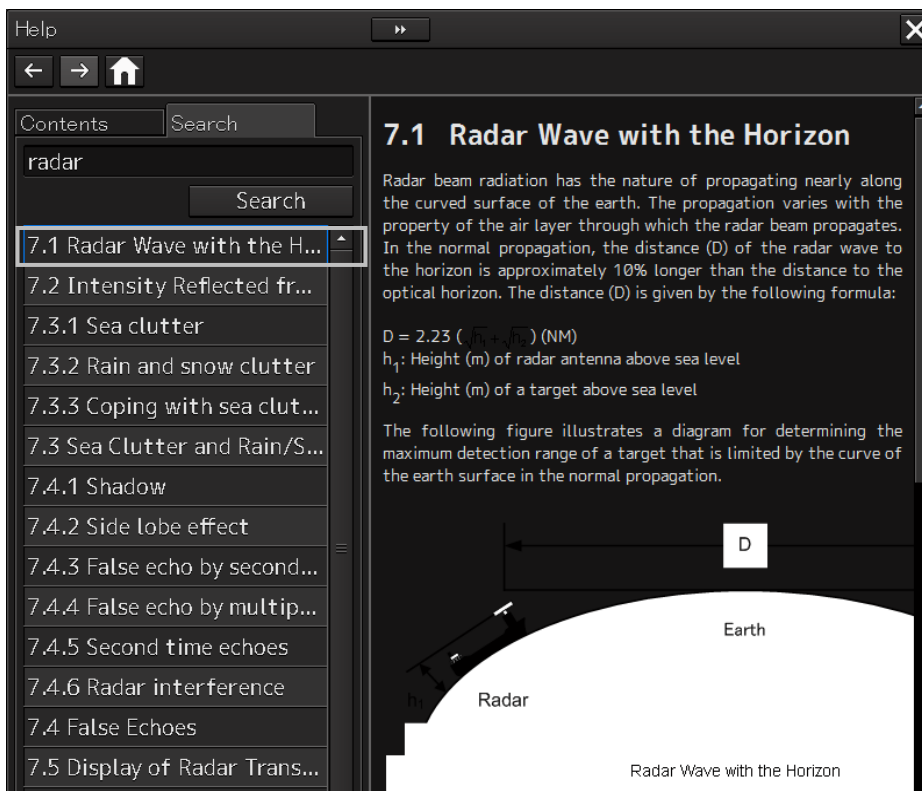 Help
Contents
Search
radar
Search
7.1 Radar Wave with the H...
7.2 Intensity Reflected fr...
7.3.1 Sea clutter
7.3.2 Rain and snow clutter
7.3.3 Coping with sea clut...
7.3 Sea Clutter and Rain/S...
7.4.1 Shadow
7.4.2 Side lobe effect
7.4.3 False echo by second...
7.4.4 False echo by multip...
7.4.5 Second time echoes
7.4.6 Radar interference
7.4 False Echoes
7.5 Display of Radar Trans...
7.1 Radar Wave with the Horizon
Radar beam radiation has the nature of propagating nearly along
the curved surface of the earth. The propagation varies with the
property of the air layer through which the radar beam propagates.
In the normal propagation, the distance (D) of the radar wave to
the horizon is approximately 10% longer than the distance to the
optical horizon. The distance (D) is given by the following formula:
D = 2.23 (√h₁ + √h₂) (NM)
h₁: Height (m) of radar antenna above sea level
h₂: Height (m) of a target above sea level
The following figure illustrates a diagram for determining the
maximum detection range of a target that is limited by the curve of
the earth surface in the normal propagation.
D
Earth
h₁
Radar
Radar Wave with the Horizon